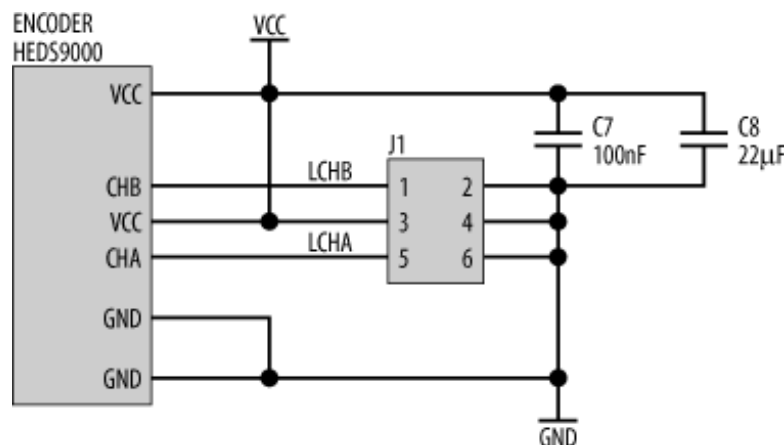 ENCODER
HEDS9000
VCC
VCC
C7
100nF
C8
22µF
J1
CHB
LCHB
1
2
VCC
3
4
CHA
LCHA
5
6
GND
GND
GND